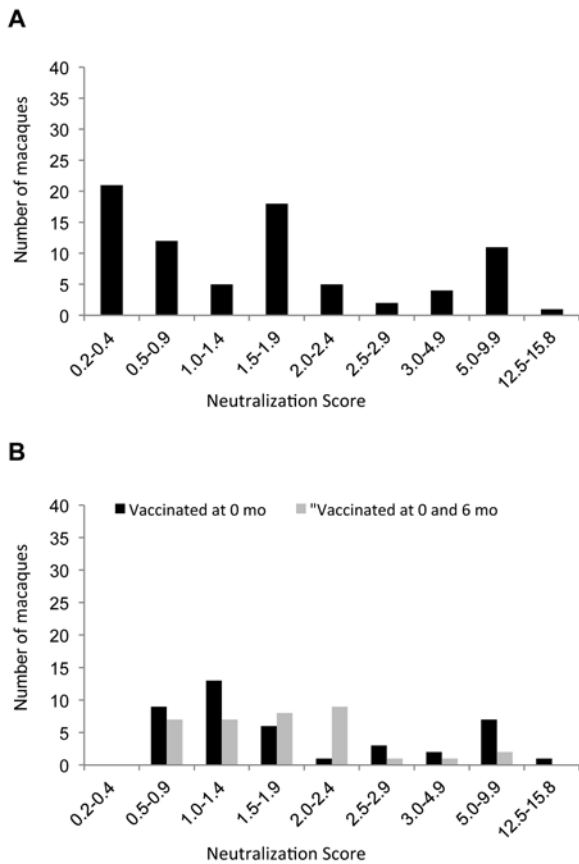 A
40
35
30
25
20
15
10
5
0
Number of macaques
0.2-0.4 0.5-0.9 1.0-1.4 1.5-1.9 2.0-2.4 2.5-2.9 3.0-4.9 5.0-9.9 12.5-15.8
Neutralization Score
B
Vaccinated at 0 mo "Vaccinated at 0 and 6 mo
40
35
30
25
20
15
10
5
0
Number of macaques
0.2-0.4 0.5-0.9 1.0-1.4 1.5-1.9 2.0-2.4 2.5-2.9 3.0-4.9 5.0-9.9 12.5-15.8
Neutralization Score